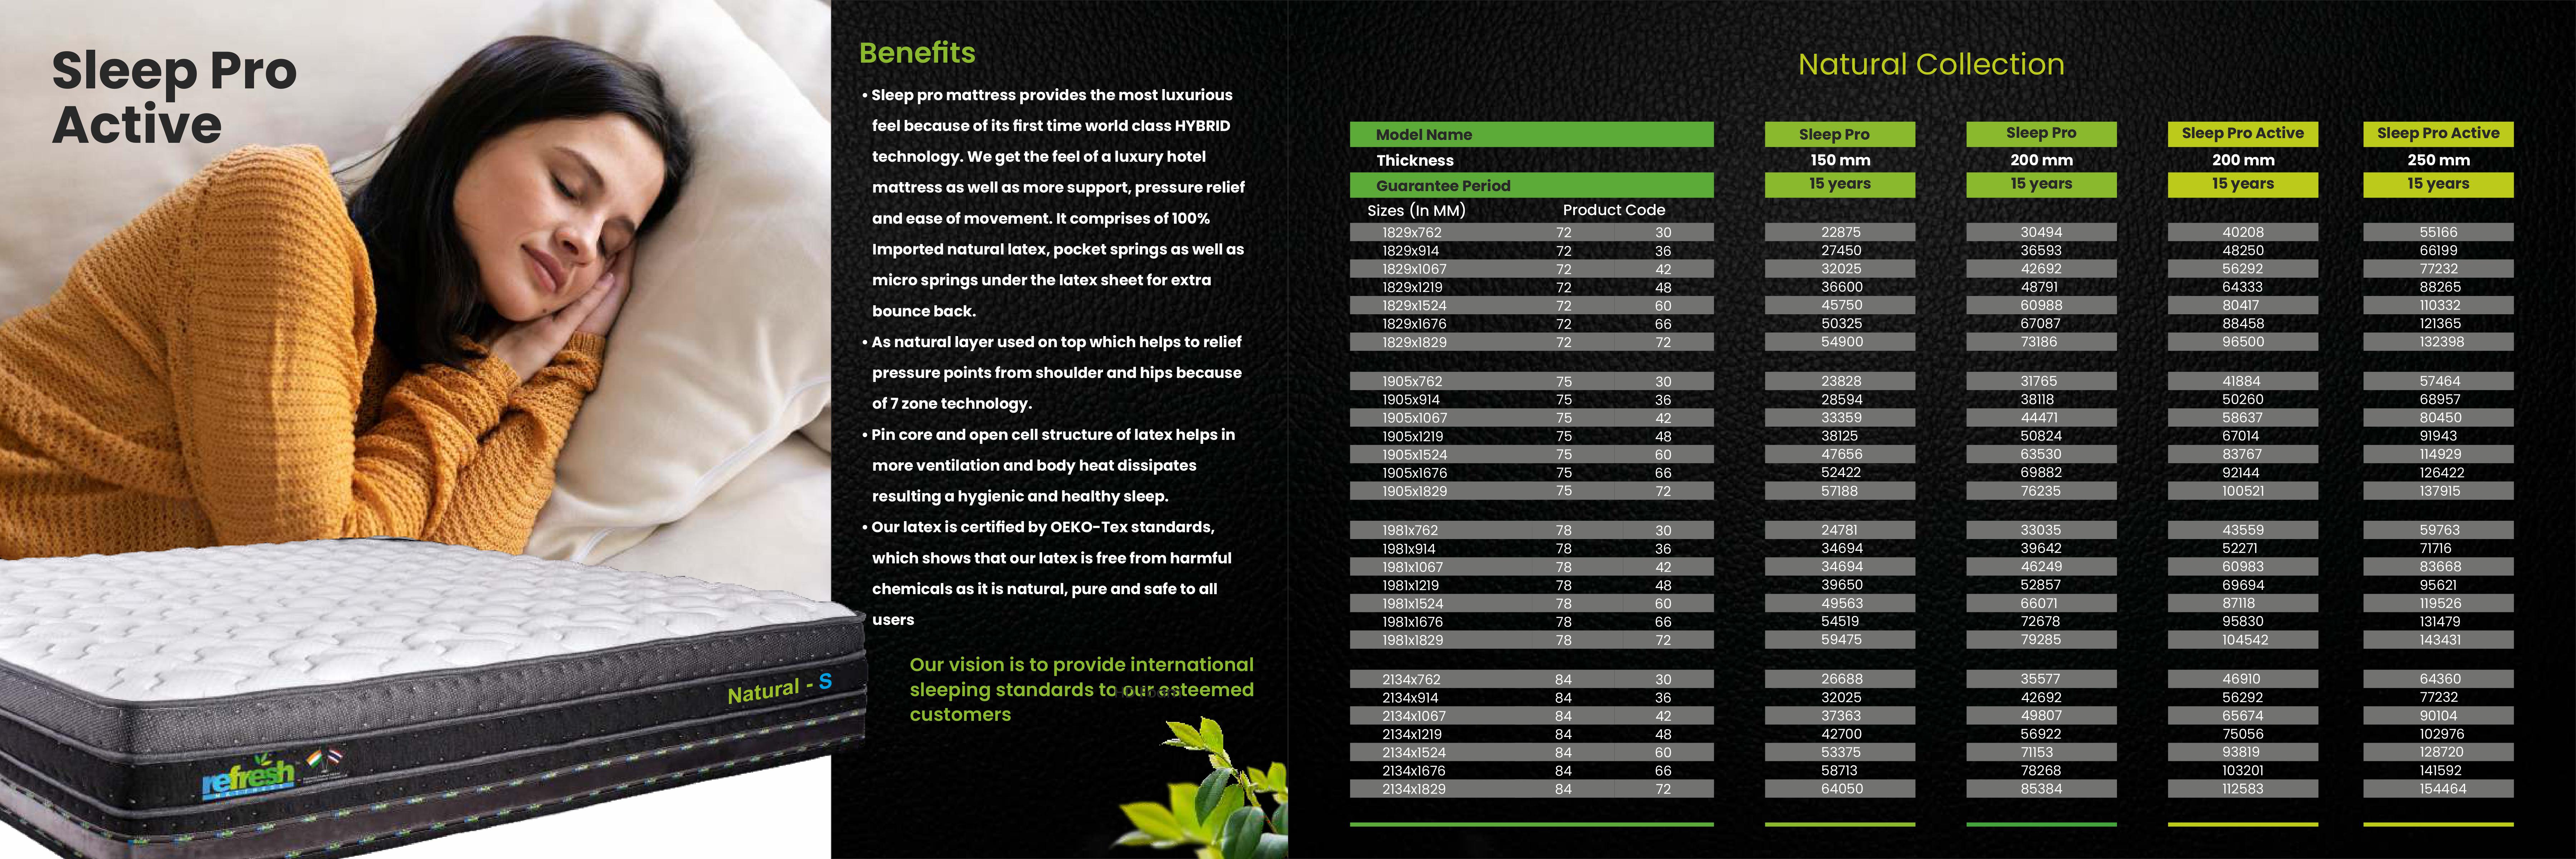 Sleep Pro
Active
Natural - S
refresh
MATTRESS
Benefits
• Sleep pro mattress provides the most luxurious
feel because of its first time world class HYBRID
technology. We get the feel of a luxury hotel
mattress as well as more support, pressure relief
and ease of movement. It comprises of 100%
Imported natural latex, pocket springs as well as
micro springs under the latex sheet for extra
bounce back.
• As natural layer used on top which helps to relief
pressure points from shoulder and hips because
of 7 zone technology.
• Pin core and open cell structure of latex helps in
more ventilation and body heat dissipates
resulting a hygienic and healthy sleep.
• Our latex is certified by OEKO-Tex standards,
which shows that our latex is free from harmful
chemicals as it is natural, pure and safe to all
users
Our vision is to provide international
sleeping standards to our esteemed
customers
Natural Collection
Model Name Sleep Pro Sleep Pro Sleep Pro Active Sleep Pro Active
Thickness 150 mm 200 mm 200 mm 250 mm
Guarantee Period 15 years 15 years 15 years 15 years
Sizes (In MM) Product Code
1829x762 72 30 22875 30494 40208 55166
1829x914 72 36 27450 36593 48250 66199
1829x1067 72 42 32025 42692 56292 77232
1829x1219 72 48 36600 48791 64333 88265
1829x1524 72 60 45750 60988 80417 110332
1829x1676 72 66 50325 67087 88458 121365
1829x1829 72 72 54900 73186 96500 132398
1905x762 75 30 23828 31765 41884 57464
1905x914 75 36 28594 38118 50260 68957
1905x1067 75 42 33359 44471 58637 80450
1905x1219 75 48 38125 50824 67014 91943
1905x1524 75 60 47656 63530 83767 114929
1905x1676 75 66 52422 69882 92144 126422
1905x1829 75 72 57188 76235 100521 137915
1981x762 78 30 24781 33035 43559 59763
1981x914 78 36 34694 39642 52271 71716
1981x1067 78 42 34694 46249 60983 83668
1981x1219 78 48 39650 52857 69694 95621
1981x1524 78 60 49563 66071 87118 119526
1981x1676 78 66 54519 72678 95830 131479
1981x1829 78 72 59475 79285 104542 143431
2134x762 84 30 26688 35577 46910 64360
2134x914 84 36 32025 42692 56292 77232
2134x1067 84 42 37363 49807 65674 90104
2134x1219 84 48 42700 56922 75056 102976
2134x1524 84 60 53375 71153 93819 128720
2134x1676 84 66 58713 78268 103201 141592
2134x1829 84 72 64050 85384 112583 154464